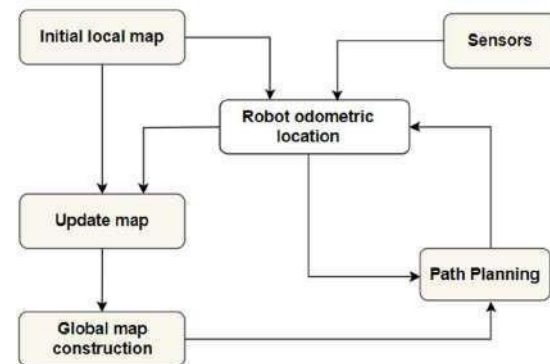 Initial local map
Sensors
Robot odometric
location
Update map
Path Planning
Global map
construction